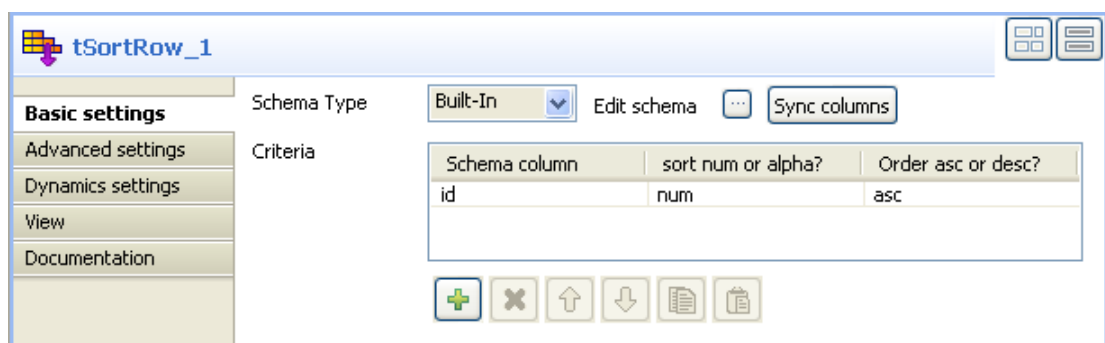 tSortRow_1
Basic settings
Advanced settings
Dynamics settings
View
Documentation
Schema Type Built-In Edit schema ... Sync columns
Criteria
Schema column sort num or alpha? Order asc or desc?
id num asc